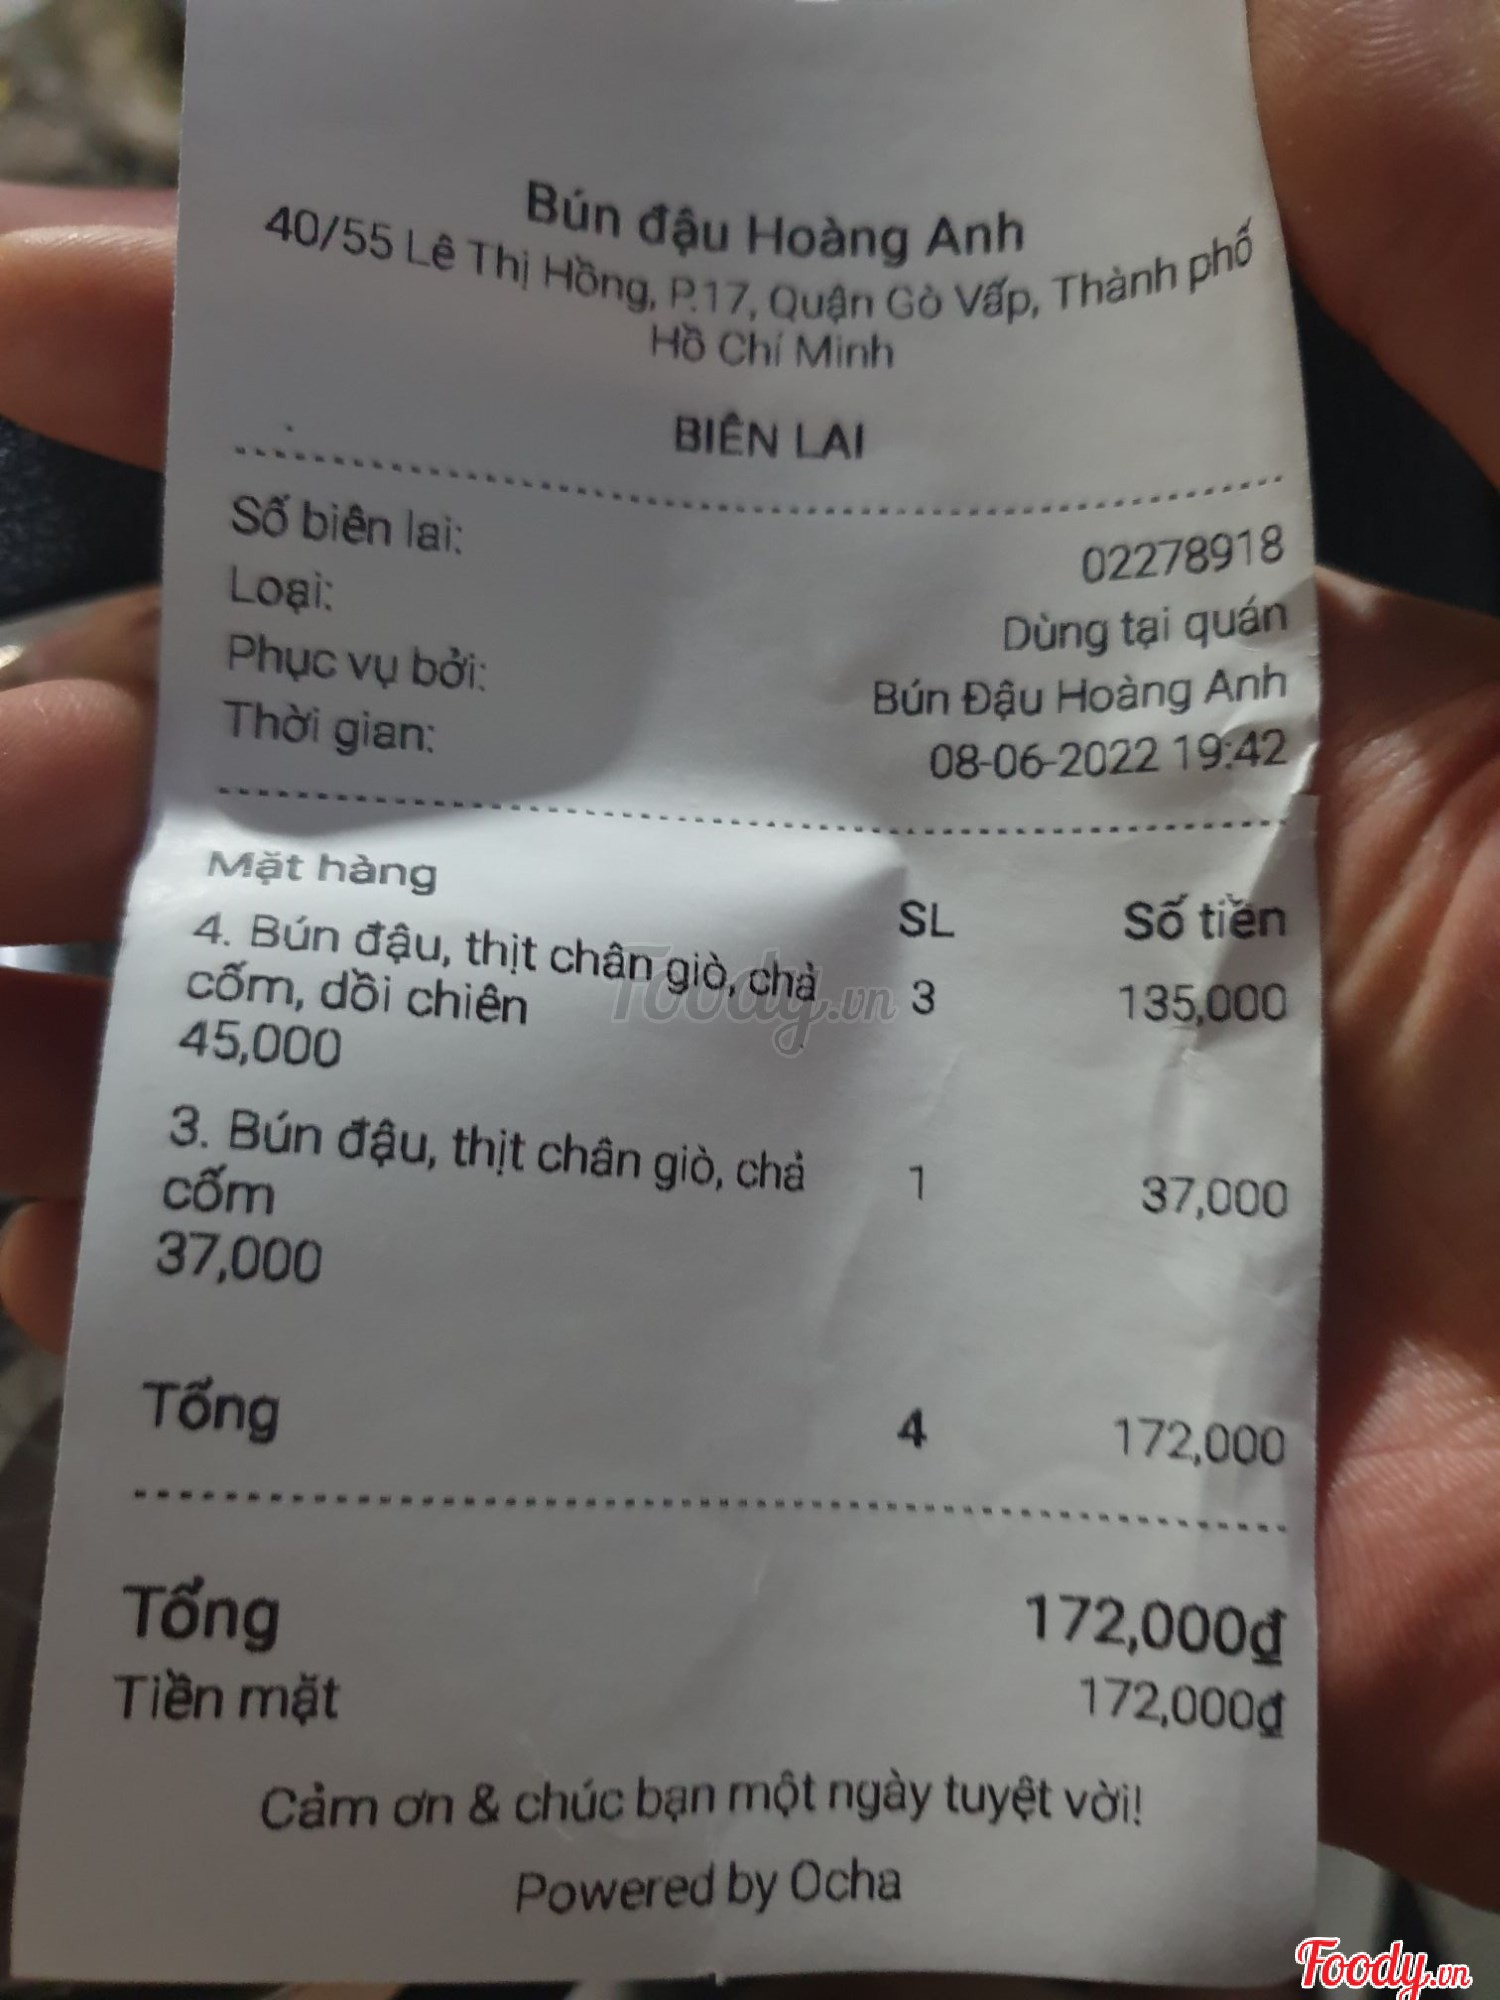 Bún đậu Hoàng Anh
40/55 Lê Thị Hồng, P.17, Quận Gò Vấp, Thành phố
Hồ Chí Minh
BIÊN LAI
Số biên lai: 02278918
Loại: Dùng tại quán
Phục vụ bởi: Bún Đậu Hoàng Anh
Thời gian: 08-06-2022 19:42
Mặt hàng SL Số tiền
4. Bún đậu, thịt chân giò, chả 3 135,000
cốm, dồi chiên
45,000
3. Bún đậu, thịt chân giò, chả 1 37,000
cốm
37,000
Tổng 4 172,000
Tổng 172,000₫
Tiền mặt 172,000₫
Cảm ơn & chúc bạn một ngày tuyệt vời!
Powered by Ocha
Foody.vn
Foody.vn